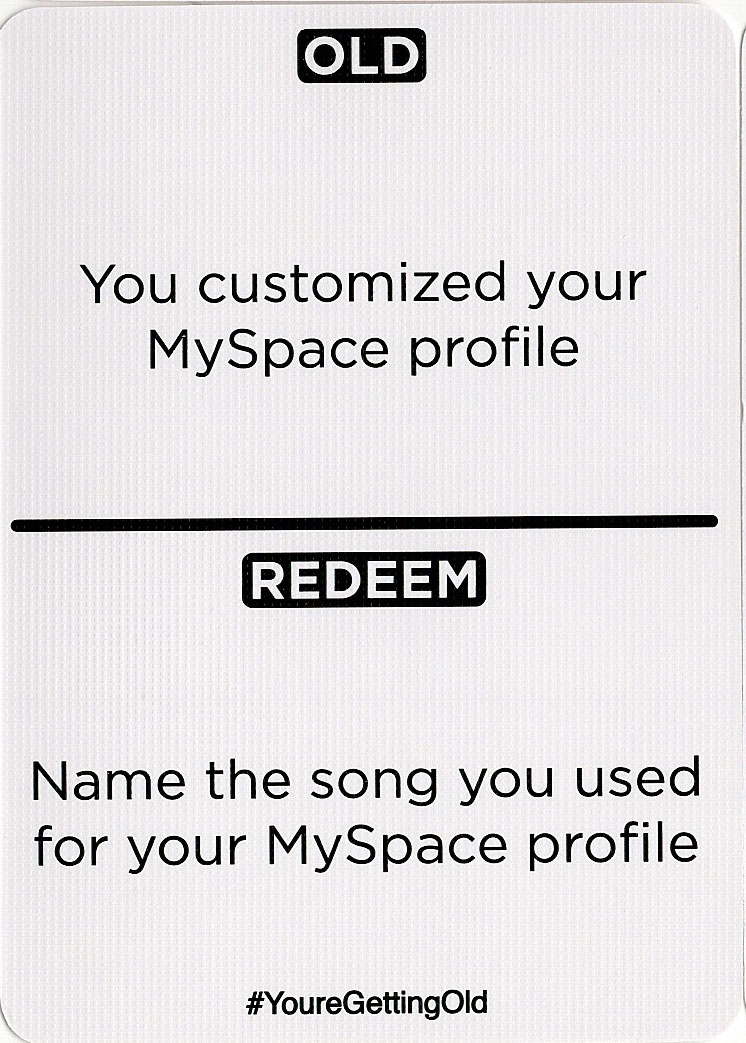 OLD
You customized your
MySpace profile
REDEEM
Name the song you used
for your MySpace profile
#YoureGettingOld